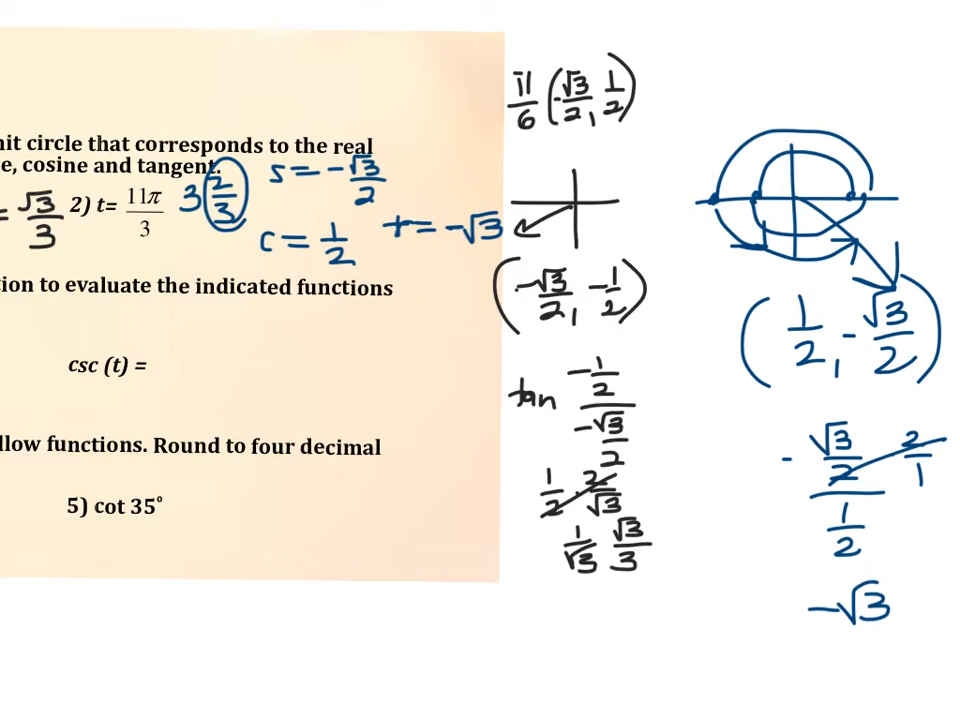 nit circle that corresponds to the real
e, cosine and tangent.
= √3/3 2) t= 11π/3 3 2/3 s = -√3/2
c = 1/2 t = -√3
tion to evaluate the indicated functions
csc (t) =
llow functions. Round to four decimal
5) cot 35°
π/6 (-√3/2, 1/2)
(-√3/2, -1/2)
tan -1/2 / -√3/2
1/2 · 2/√3
1/√3 √3/3
(1/2, -√3/2)
- √3/2 2/1
1/2
-√3